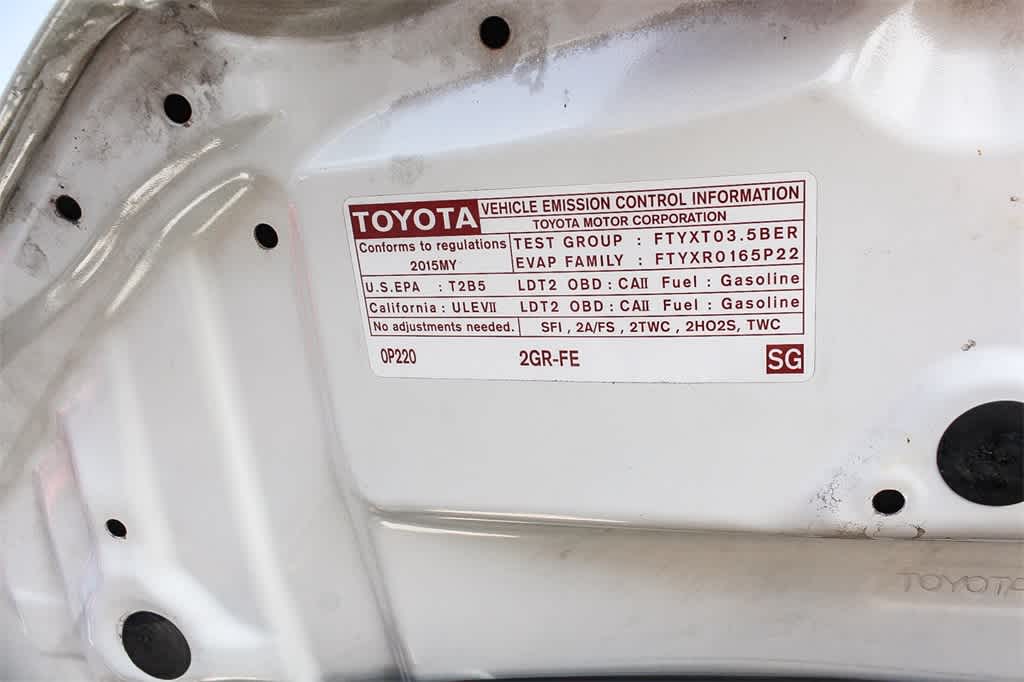 TOYOTA VEHICLE EMISSION CONTROL INFORMATION
TOYOTA MOTOR CORPORATION
Conforms to regulations
2015MY
TEST GROUP : FTYXT03.5BER
EVAP FAMILY : FTYXR0165P22
U.S.EPA : T2B5 LDT2 OBD : CAII Fuel : Gasoline
California : ULEVII LDT2 OBD : CAII Fuel : Gasoline
No adjustments needed. SFI , 2A/FS , 2TWC , 2HO2S, TWC
0P220 2GR-FE SG
TOYOTA